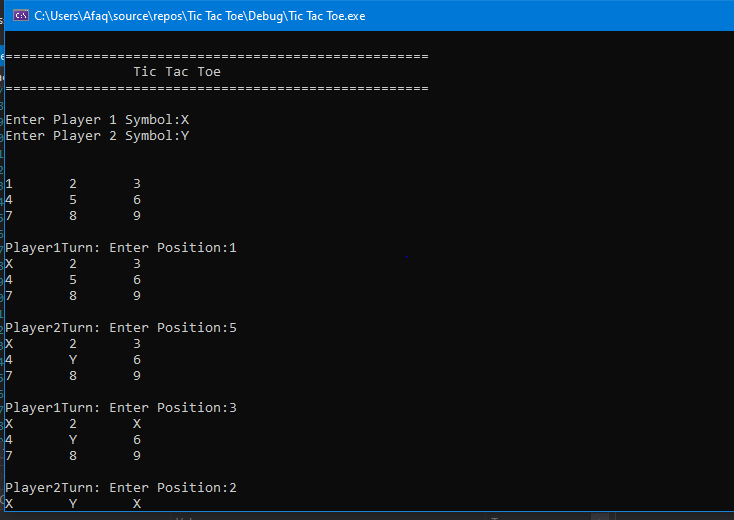 C:\Users\Afaq\source\repos\Tic Tac Toe\Debug\Tic Tac Toe.exe
=====================================================
Tic Tac Toe
=====================================================
Enter Player 1 Symbol:X
Enter Player 2 Symbol:Y
1 2 3
4 5 6
7 8 9
Player1Turn: Enter Position:1
X 2 3
4 5 6
7 8 9
Player2Turn: Enter Position:5
X 2 3
4 Y 6
7 8 9
Player1Turn: Enter Position:3
X 2 X
4 Y 6
7 8 9
Player2Turn: Enter Position:2
X Y X